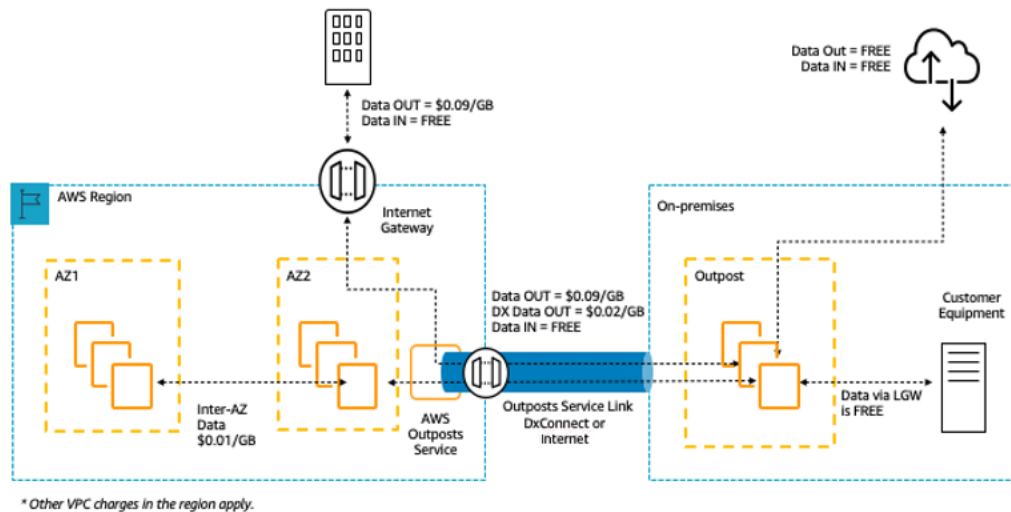 Data OUT = $0.09/GB
Data IN = FREE
Data Out = FREE
Data IN = FREE
AWS Region
Internet
Gateway
On-premises
AZ1
AZ2
Outpost
Data OUT = $0.09/GB
DX Data OUT = $0.02/GB
Data IN = FREE
Customer
Equipment
Inter-AZ
Data
$0.01/GB
AWS
Outposts
Service
Outposts Service Link
DxConnect or
Internet
Data via LGW
is FREE
* Other VPC charges in the region apply.